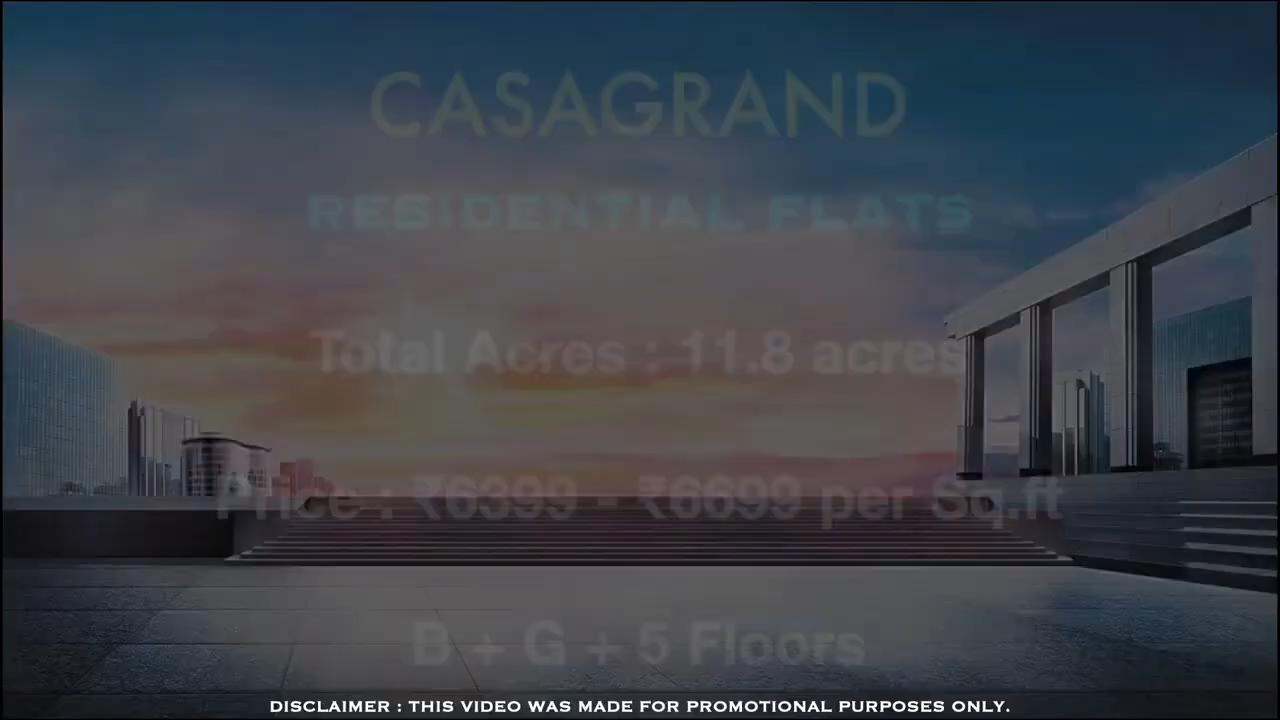 CASAGRAND
RESIDENTIAL FLATS
Total Acres : 11.8 acres
Price : ₹6399 - ₹6699 per Sq.ft
B + G + 5 Floors
DISCLAIMER : THIS VIDEO WAS MADE FOR PROMOTIONAL PURPOSES ONLY.